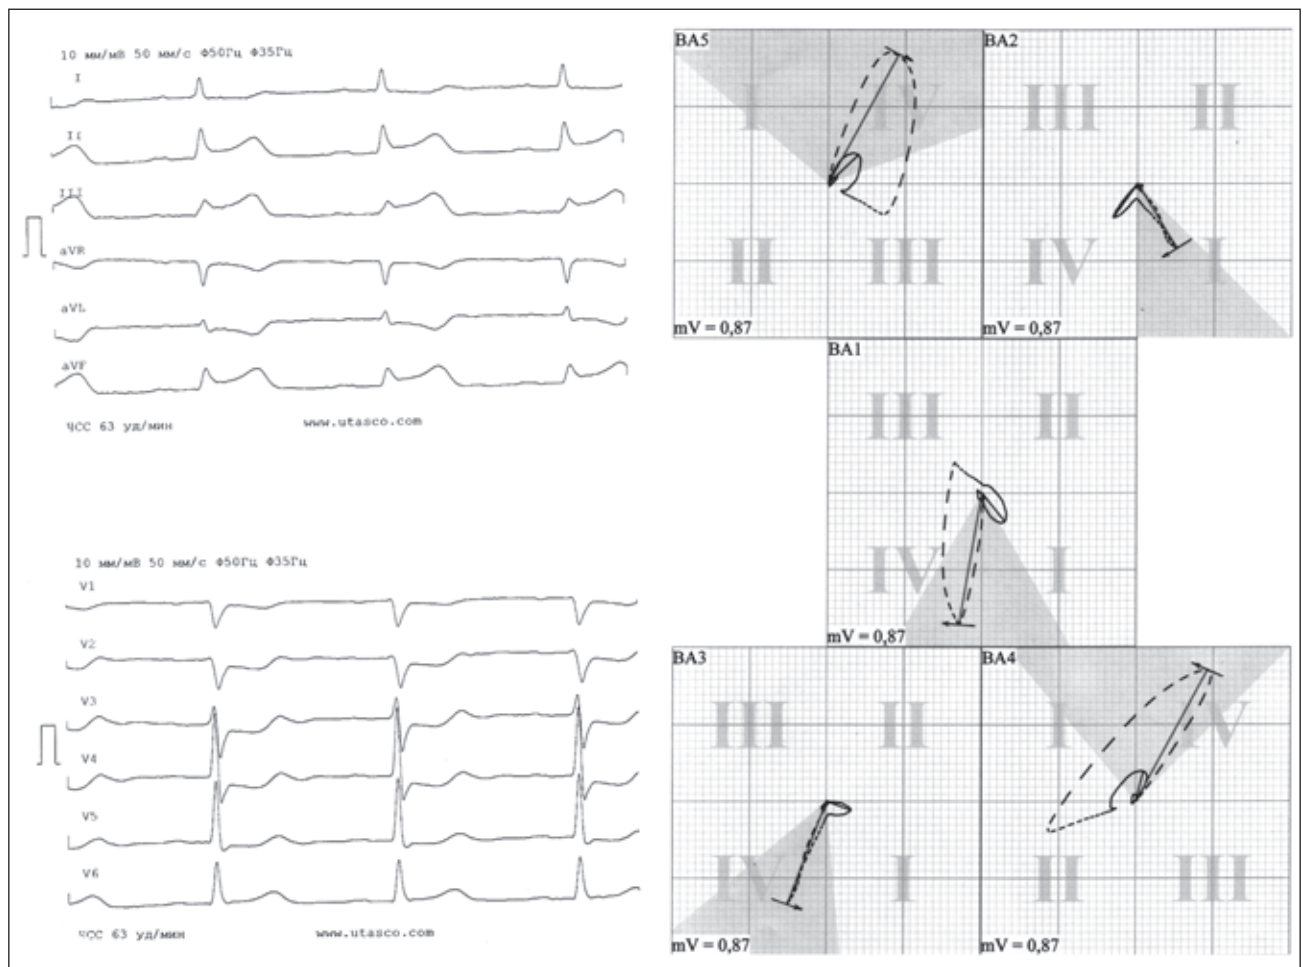 10 мм/мВ 50 мм/с Ф50Гц Ф35Гц
I
II
III
aVR
aVL
aVF
ЧСС 63 уд/мин
www.utasco.com
10 мм/мВ 50 мм/с Ф50Гц Ф35Гц
V1
V2
V3
V4
V5
V6
ЧСС 63 уд/мин
www.utasco.com
BA5
I
IV
II
III
mV = 0,87
BA2
III
II
IV
I
mV = 0,87
BA1
III
II
IV
I
mV = 0,87
BA3
III
II
IV
I
mV = 0,87
BA4
I
IV
II
III
mV = 0,87